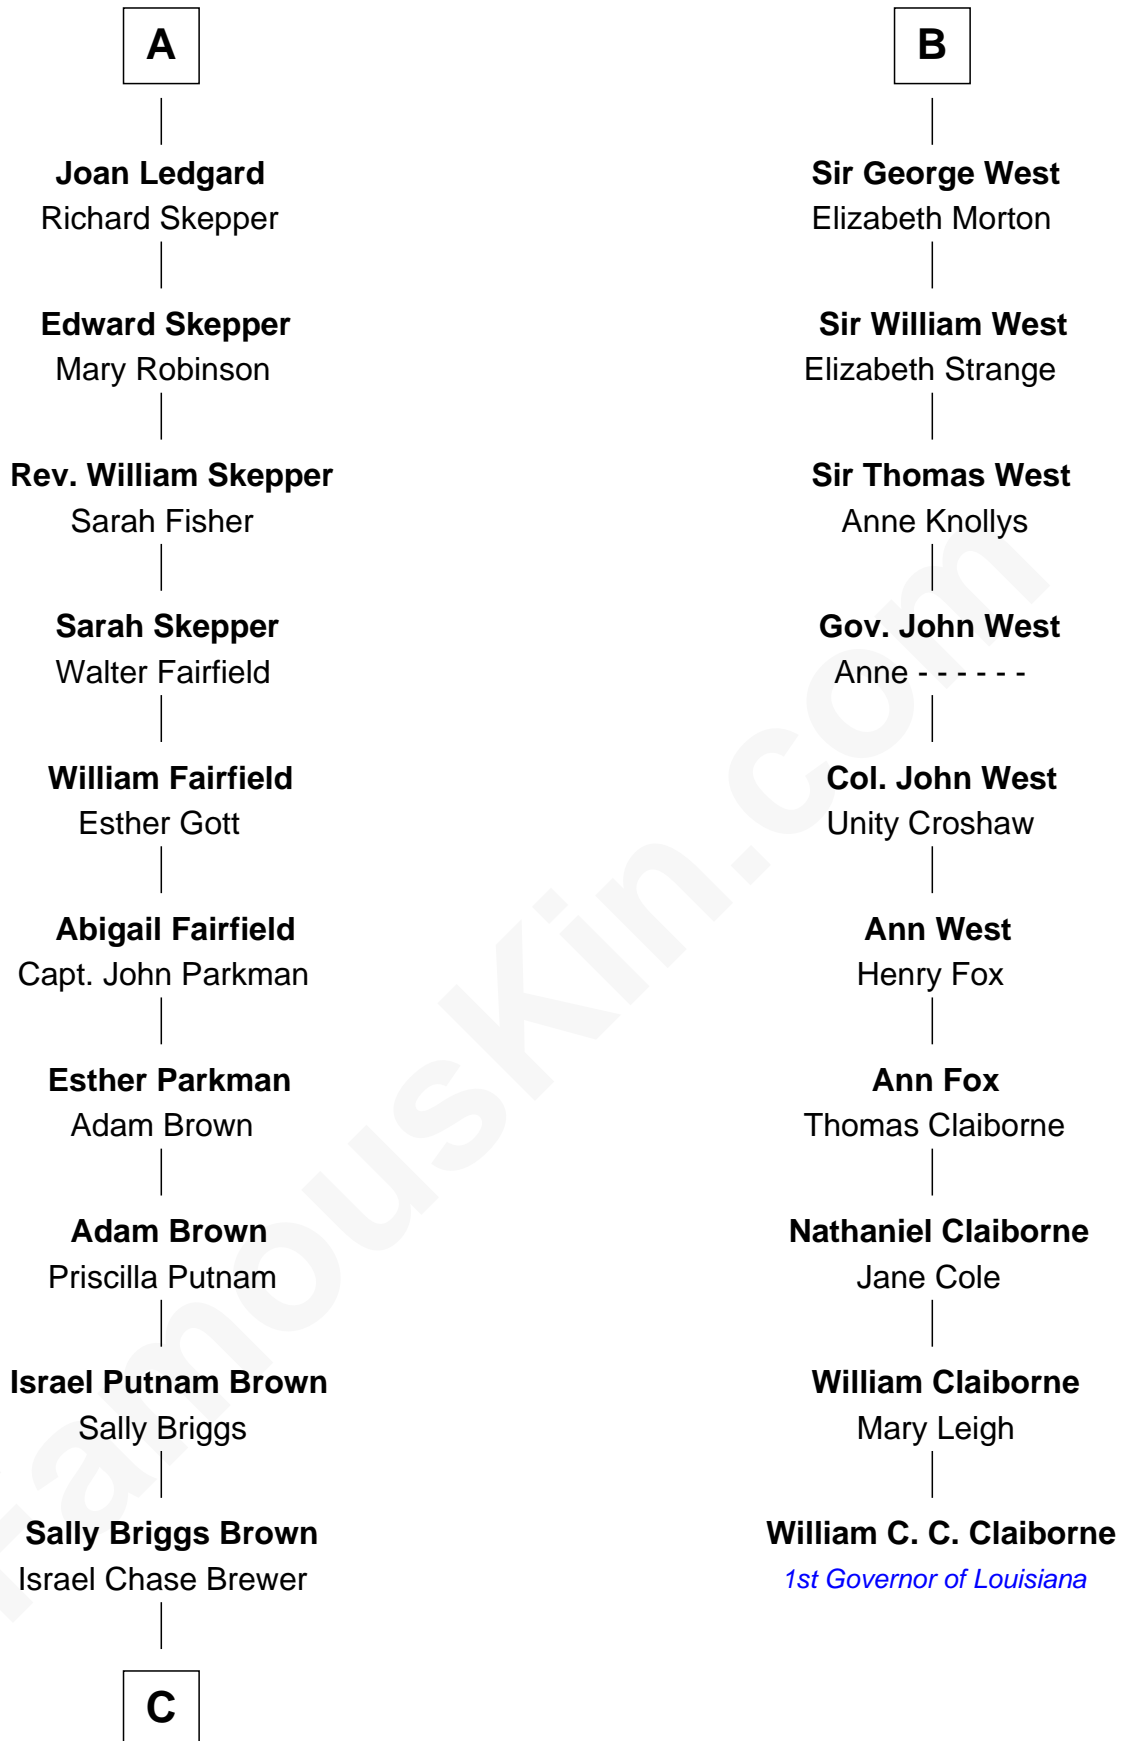 A
Joan Ledgard
Richard Skepper
Edward Skepper
Mary Robinson
Rev. William Skepper
Sarah Fisher
Sarah Skepper
Walter Fairfield
William Fairfield
Esther Gott
Abigail Fairfield
Capt. John Parkman
Esther Parkman
Adam Brown
Adam Brown
Priscilla Putnam
Israel Putnam Brown
Sally Briggs
Sally Briggs Brown
Israel Chase Brewer
C
B
Sir George West
Elizabeth Morton
Sir William West
Elizabeth Strange
Sir Thomas West
Anne Knollys
Gov. John West
Anne - - - - - -
Col. John West
Unity Croshaw
Ann West
Henry Fox
Ann Fox
Thomas Claiborne
Nathaniel Claiborne
Jane Cole
William Claiborne
Mary Leigh
William C. C. Claiborne
1st Governor of Louisiana
FamousKin.com